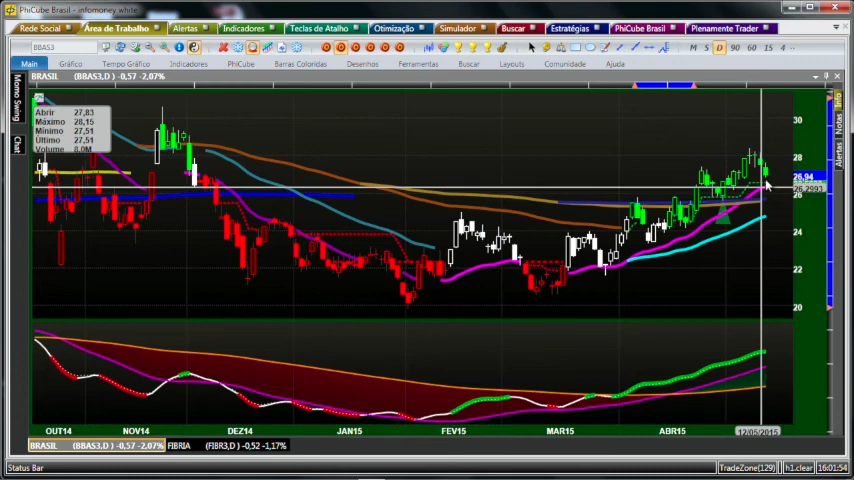 PhiCube Brasil - infomoney white
Rede Social Área de Trabalho Alertas Indicadores Teclas de Atalho Otimização Simulador Buscar Estratégias PhiCube Brasil Plenamente Trader
BBAS3 M S D 90 60 15 4
Main Gráfico Tempo Gráfico Indicadores PhiCube Barras Coloridas Desenhos Ferramentas Buscar Layouts Comunidade Ajuda
BRASIL (BBAS3,D ) -0,57 -2,07%
Momo Swing
Chat
Info
Notas
Alertas
Abrir 27,83
Máximo 28,15
Mínimo 27,51
Último 27,51
Volume 8.0M
30
28
26,94
26,2993
26
24
22
20
OUT14 NOV14 DEZ14 JAN15 FEV15 MAR15 ABR15 12/05/2015
BRASIL (BBAS3,D ) -0,57 -2,07% FIBRIA (FIBR3,D ) -0,52 -1,17%
Status Bar TradeZone(129) h1.clear 16:01:54